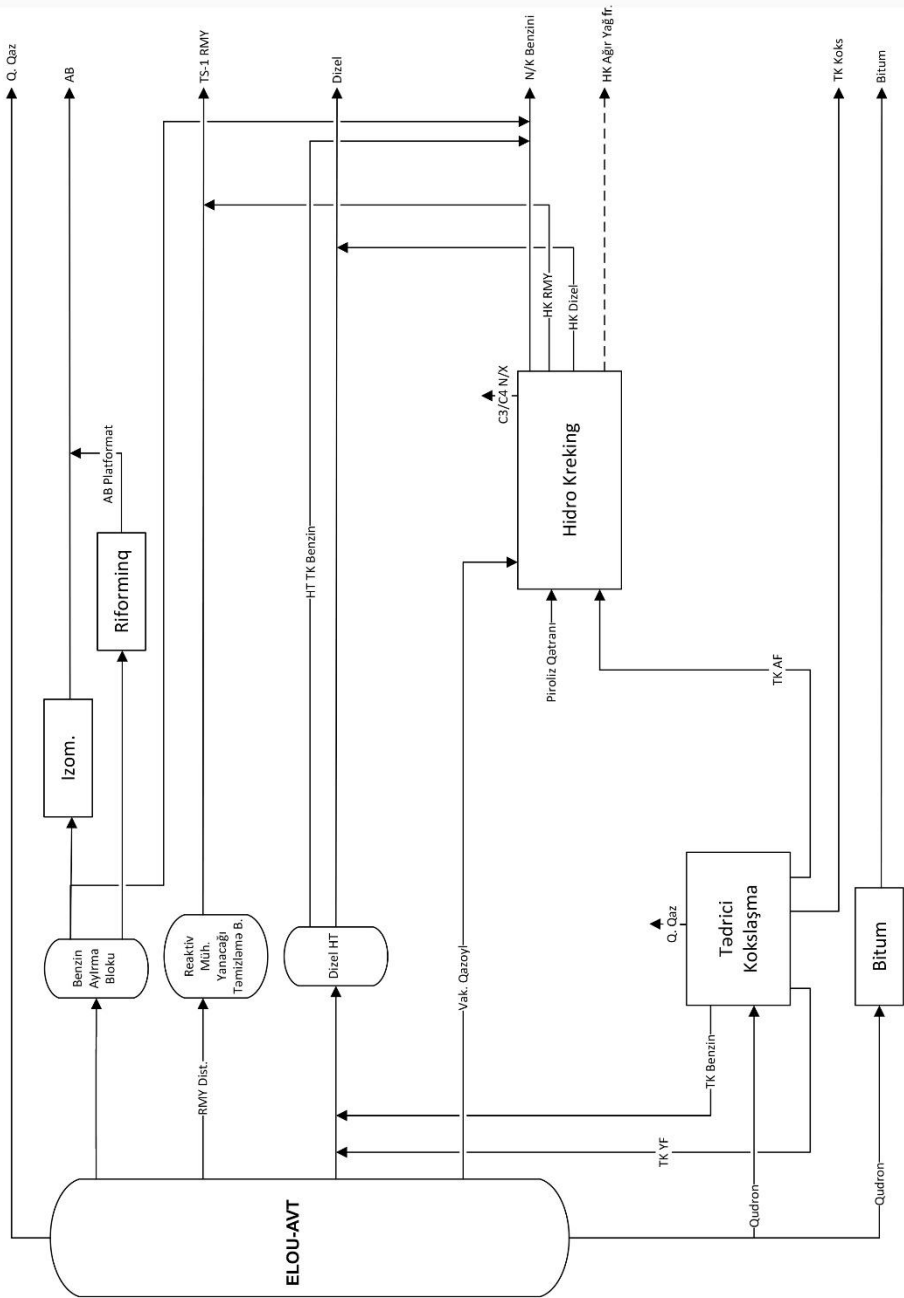 Q. Qaz
AB
TS-1 RMY
Dizel
N/K Benzini
HK Ağır Yağ fr.
TK Koks
Bitum
AB Platformat
Riforminq
Izom.
Benzin
Aylrma
Bloku
Reaktiv
Müh.
Yanacağı
Təmizləmə B.
Dizel HT
HT TK Benzin
HK RMY
HK Dizel
C3/C4 N/X
Hidro Kreking
Piroliz Qətranı
TK AF
Vak. Qazoyl
RMY Dist.
Q. Qaz
Tədrici
Kokslaşma
TK Benzin
TK YF
Bitum
Qudron
Qudron
ELOU-AVT